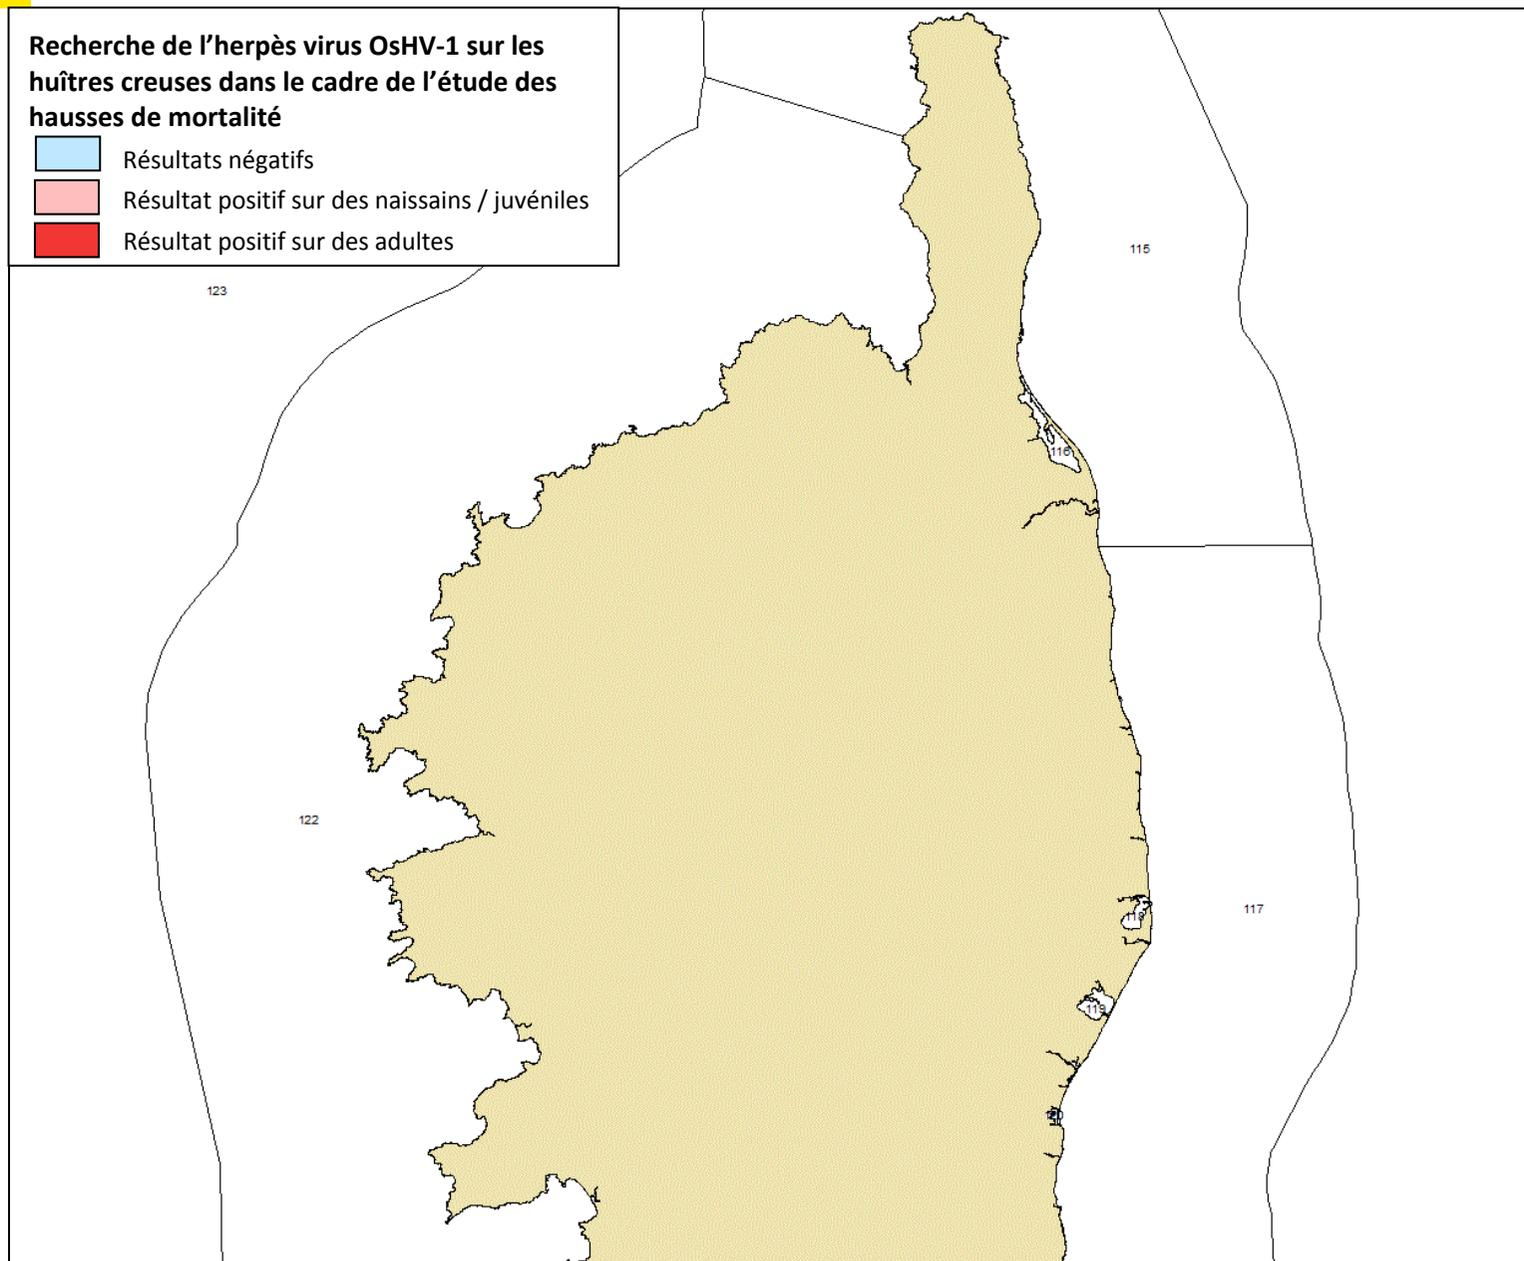 Recherche de l’herpès virus OsHV-1 sur les
huîtres creuses dans le cadre de l’étude des
hausses de mortalité
Résultats négatifs
Résultat positif sur des naissains / juvéniles
Résultat positif sur des adultes
115
123
116
122
117
118
119